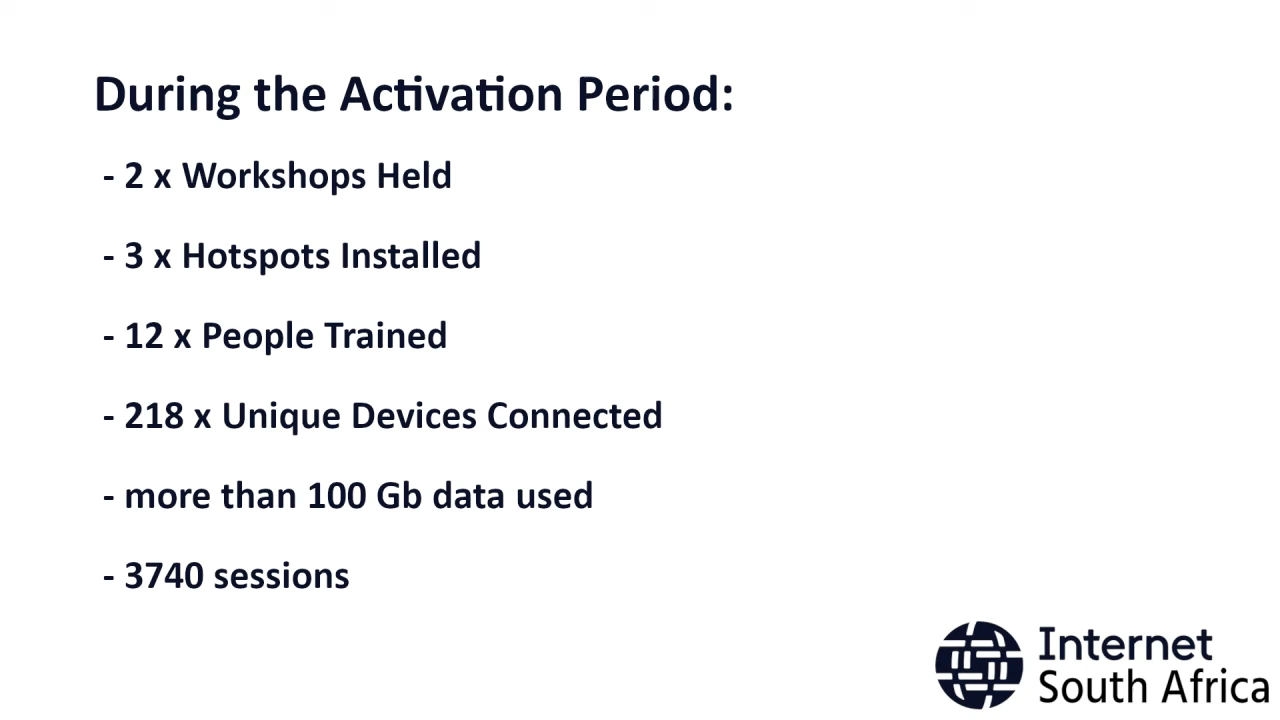 During the Activation Period:
- 2 x Workshops Held
- 3 x Hotspots Installed
- 12 x People Trained
- 218 x Unique Devices Connected
- more than 100 Gb data used
- 3740 sessions
Internet
South Africa